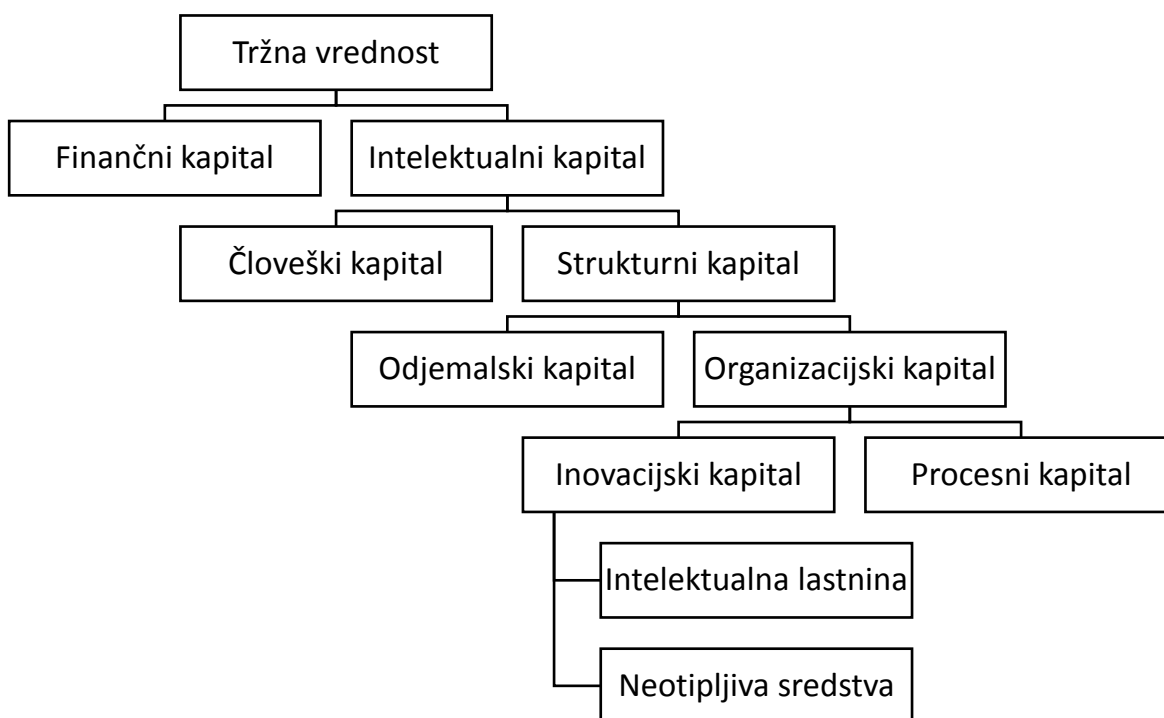 Tržna vrednost
Finančni kapital
Intelektualni kapital
Človeški kapital
Strukturni kapital
Odjemalski kapital
Organizacijski kapital
Inovacijski kapital
Procesni kapital
Intelektualna lastnina
Neotipljiva sredstva